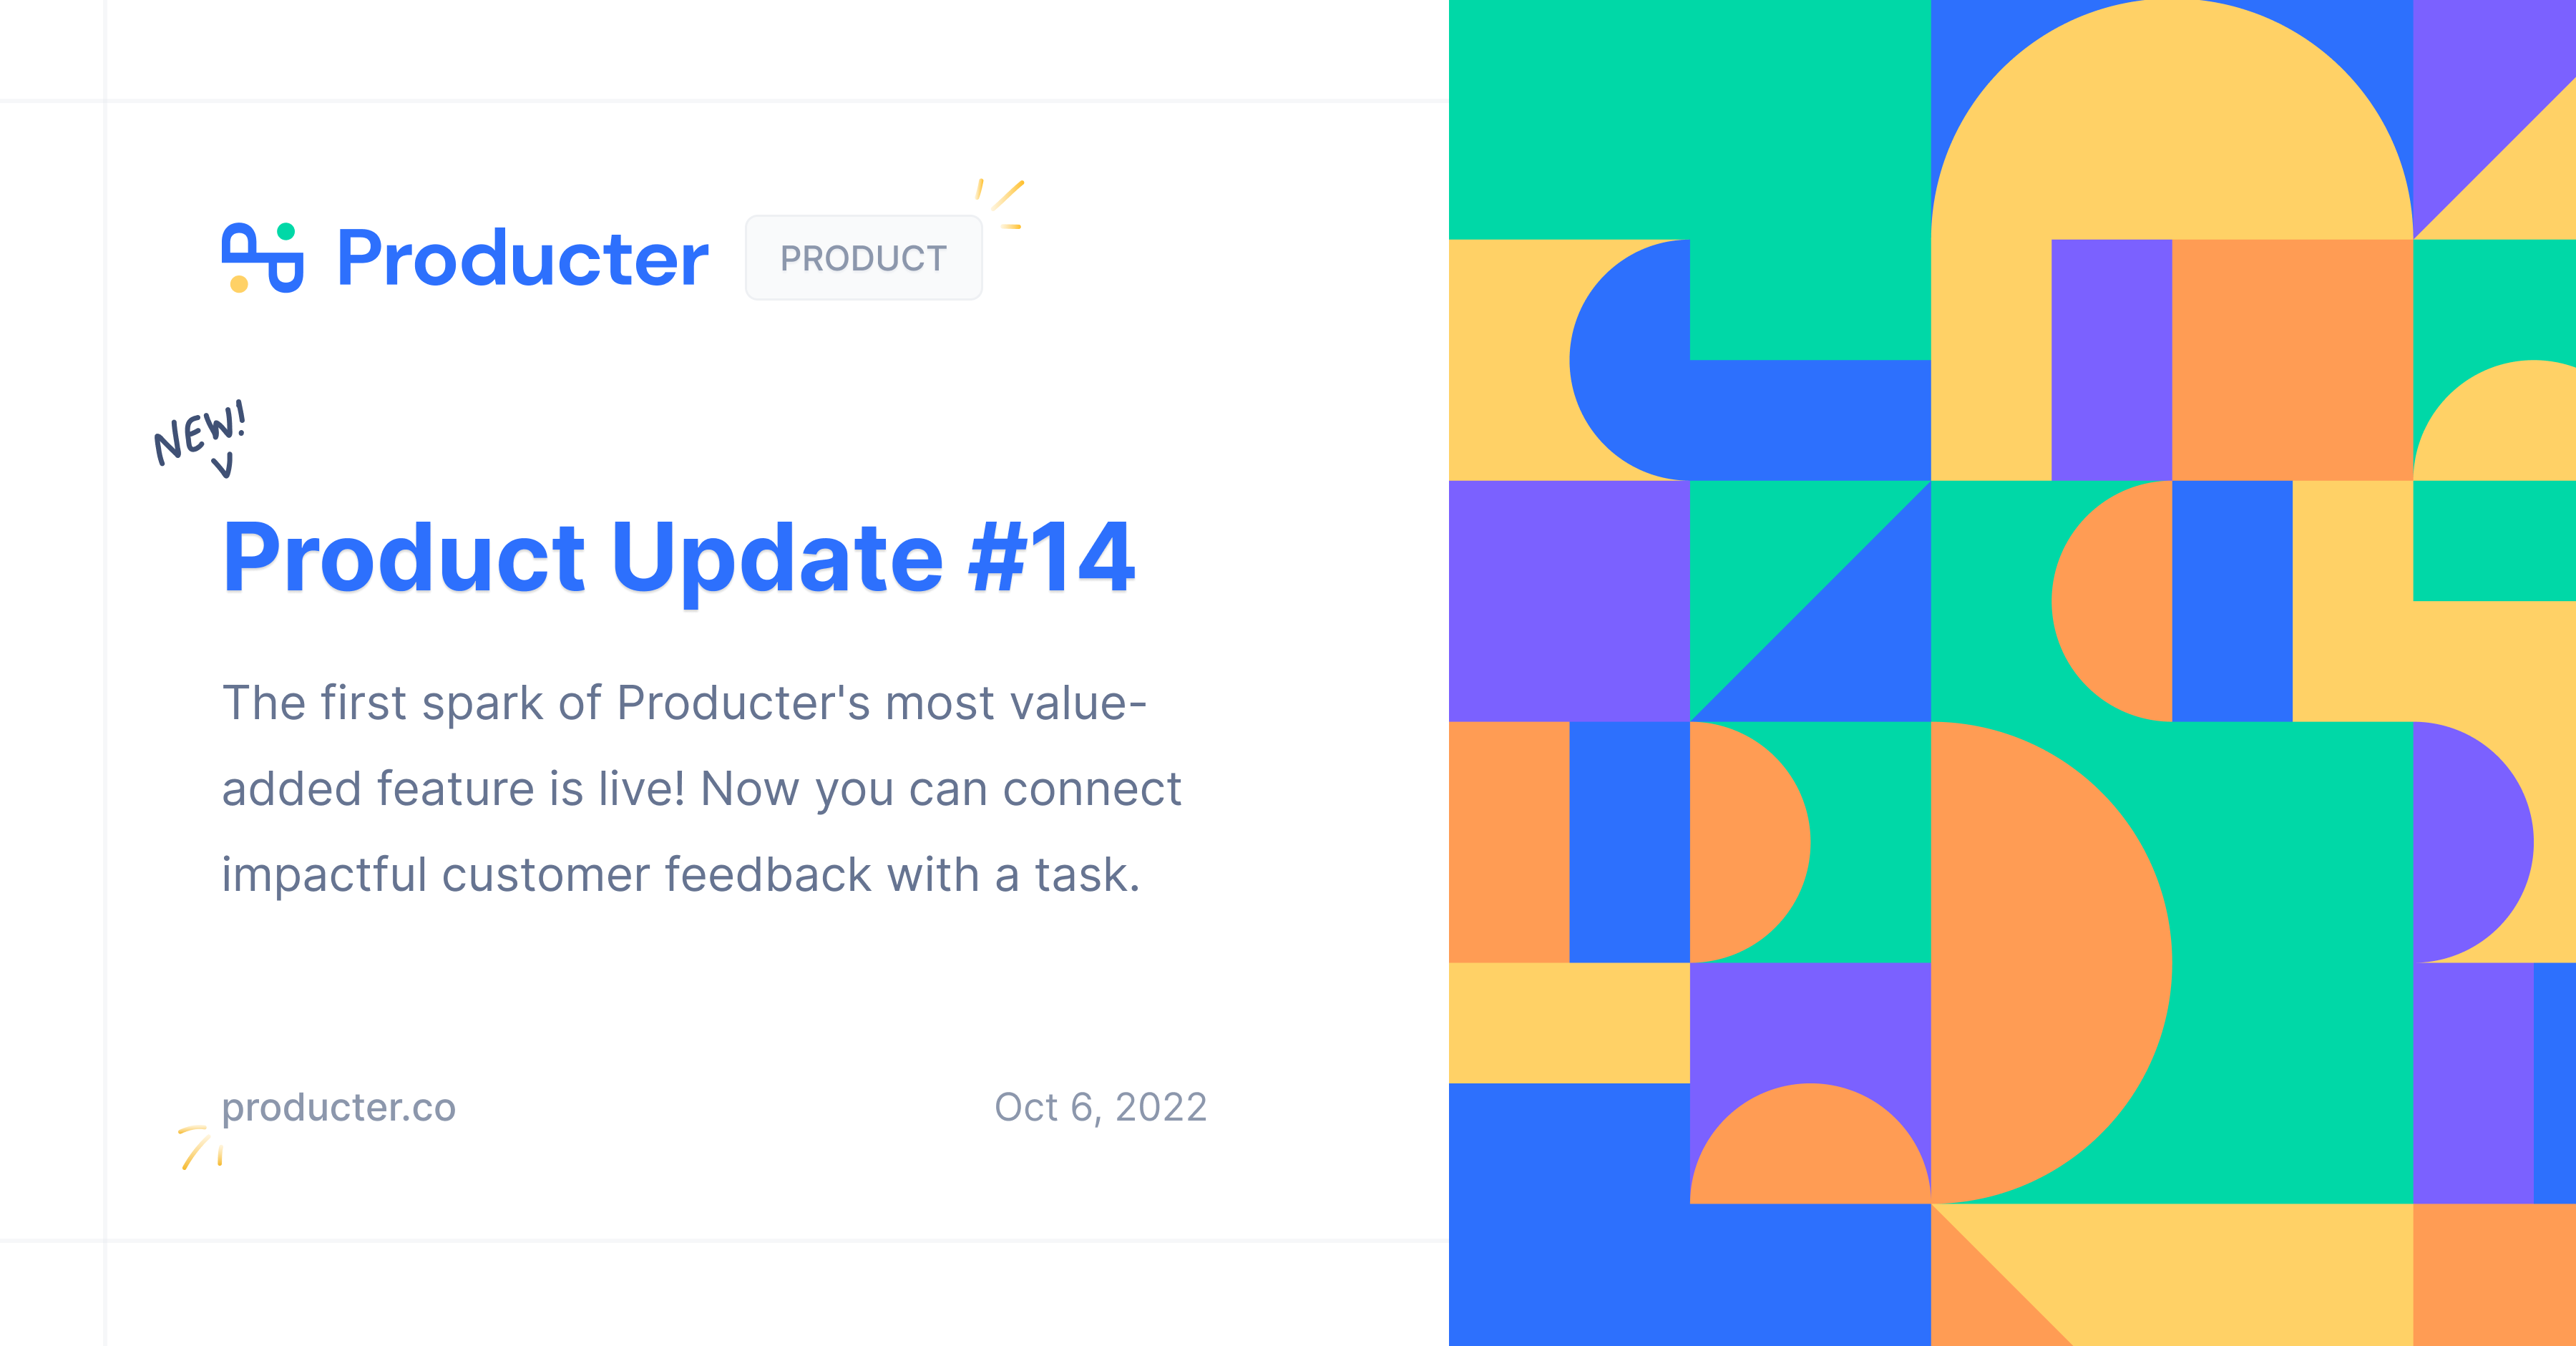 Producter
PRODUCT
NEW!
Product Update #14
The first spark of Producter's most value-
added feature is live! Now you can connect
impactful customer feedback with a task.
producter.co
Oct 6, 2022